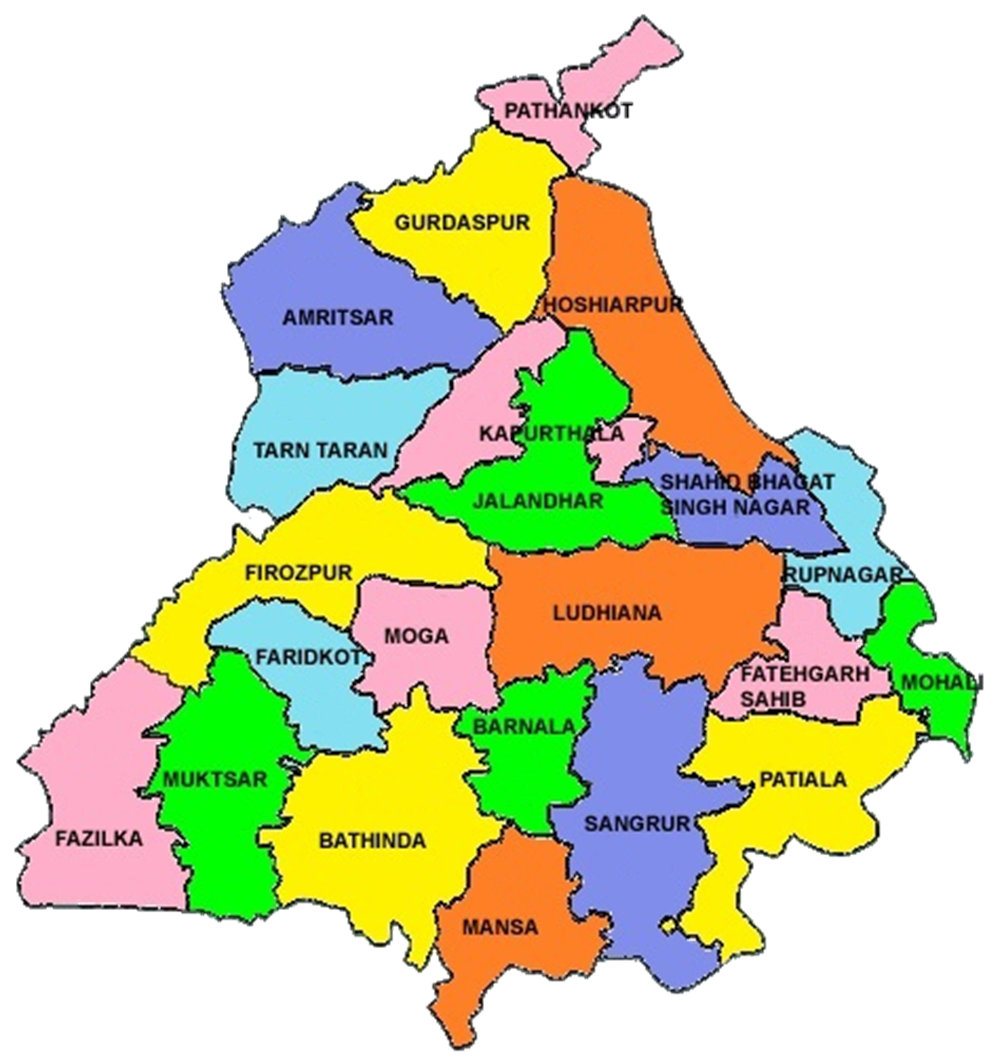 PATHANKOT
GURDASPUR
HOSHIARPUR
AMRITSAR
KAPURTHALA
TARN TARAN
SHAHID BHAGAT
SINGH NAGAR
JALANDHAR
FIROZPUR
RUPNAGAR
LUDHIANA
MOGA
FARIDKOT
FATEHGARH
SAHIB
MOHALI
BARNALA
MUKTSAR
PATIALA
SANGRUR
FAZILKA
BATHINDA
MANSA